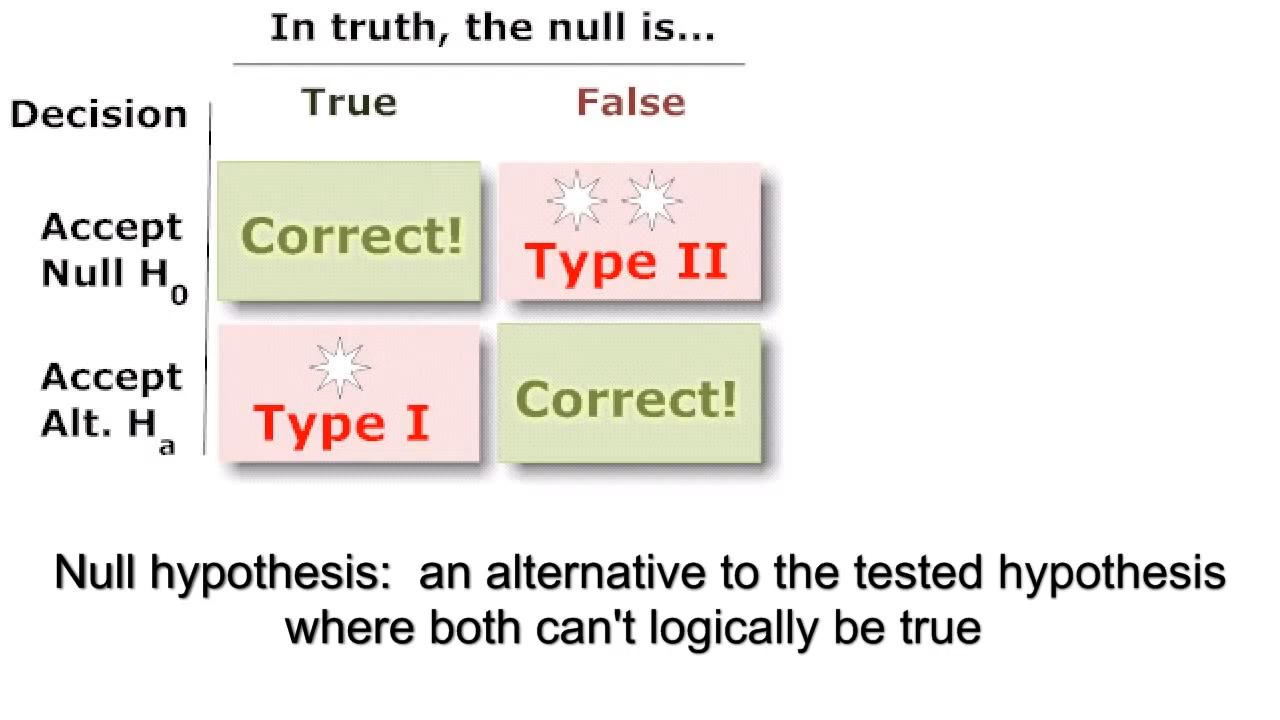 In truth, the null is...
Decision
True
False
Accept
Null H0
Correct!
Type II
Accept
Alt. Ha
Type I
Correct!
Null hypothesis: an alternative to the tested hypothesis
where both can't logically be true